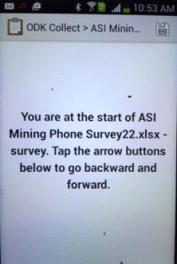 10:53 AM
ODK Collect > ASI Minin...
You are at the start of ASI
Mining Phone Survey22.xlsx -
survey. Tap the arrow buttons
below to go backward and
forward.